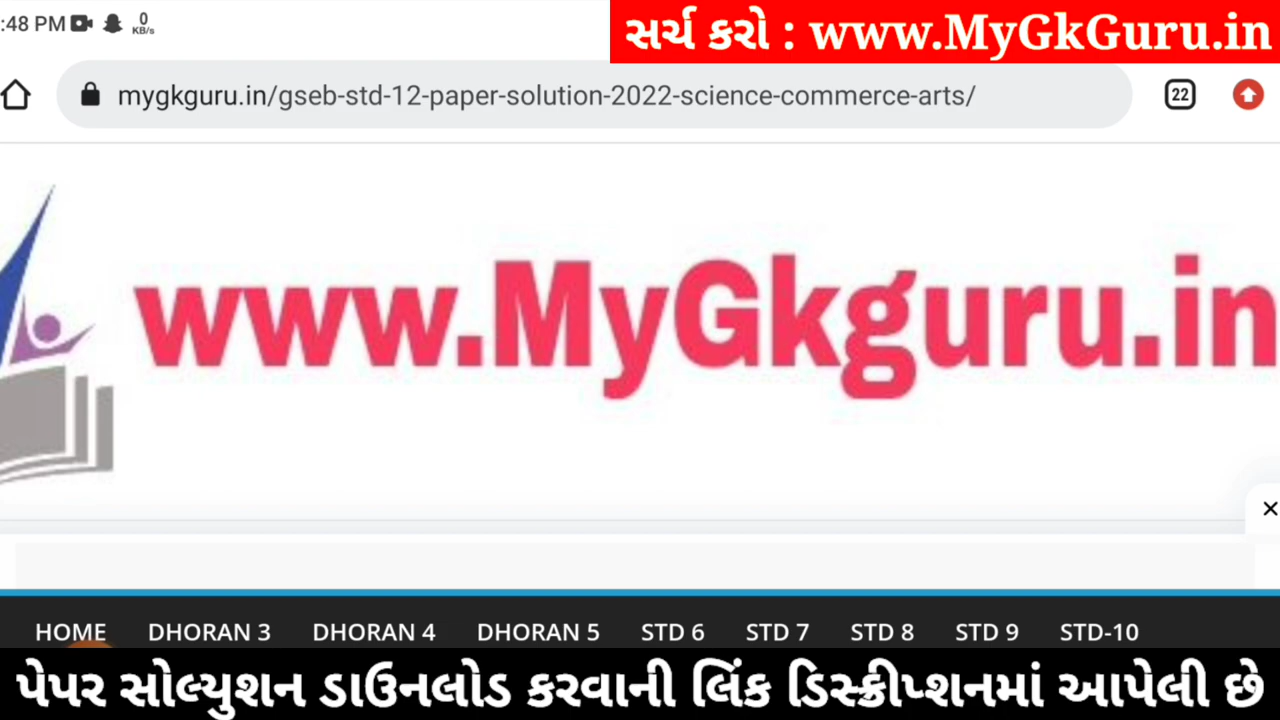 :48 PM 0 KB/s
સર્ચ કરો : www.MyGkGuru.in
mygkguru.in/gseb-std-12-paper-solution-2022-science-commerce-arts/
22
www.MyGkguru.in
HOME DHORAN 3 DHORAN 4 DHORAN 5 STD 6 STD 7 STD 8 STD 9 STD-10
પેપર સોલ્યુશન ડાઉનલોડ કરવાની લિંક ડિસ્ક્રીપ્શનમાં આપેલી છે